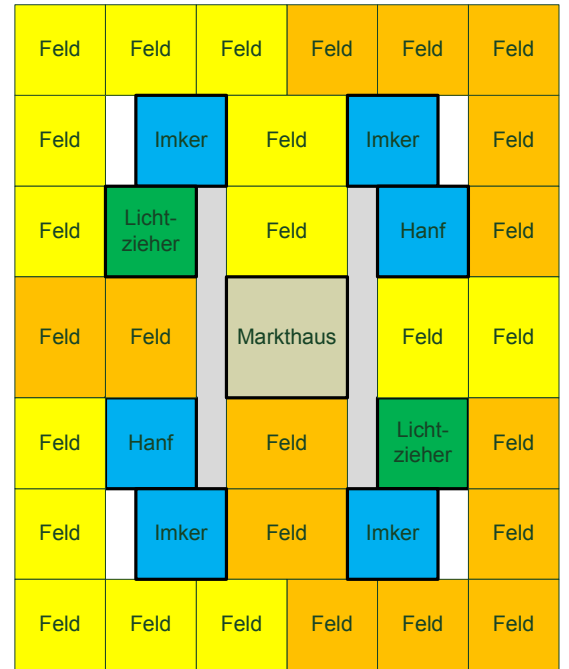 Feld Feld Feld Feld Feld Feld
Feld Imker Feld Imker Feld
Feld Licht-
zieher Feld Hanf Feld
Feld Feld Markthaus Feld Feld
Feld Hanf Feld Licht-
zieher Feld
Feld Imker Feld Imker Feld
Feld Feld Feld Feld Feld Feld